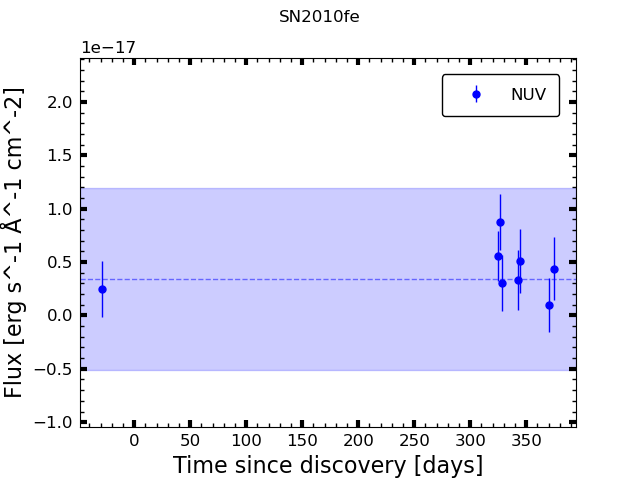 SN2010fe
1e−17
NUV
2.0
1.5
1.0
0.5
0.0
−0.5
−1.0
Flux [erg s^-1 Å^-1 cm^-2]
0 50 100 150 200 250 300 350
Time since discovery [days]